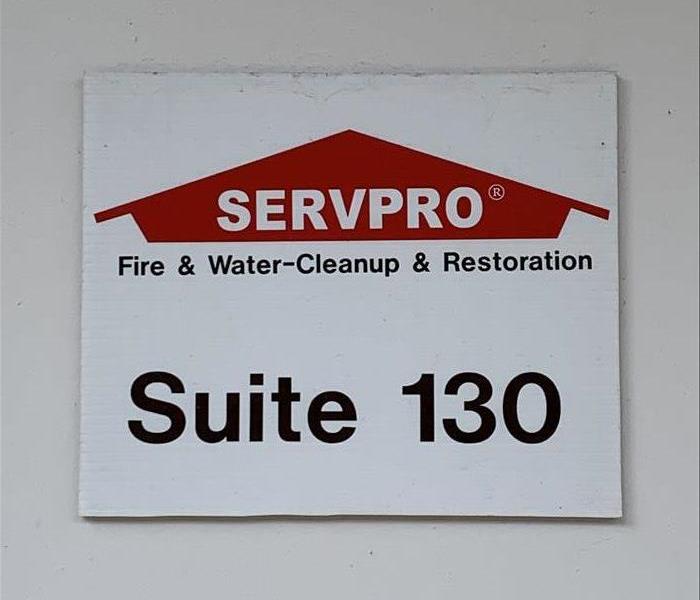 SERVPRO®
Fire & Water-Cleanup & Restoration
Suite 130